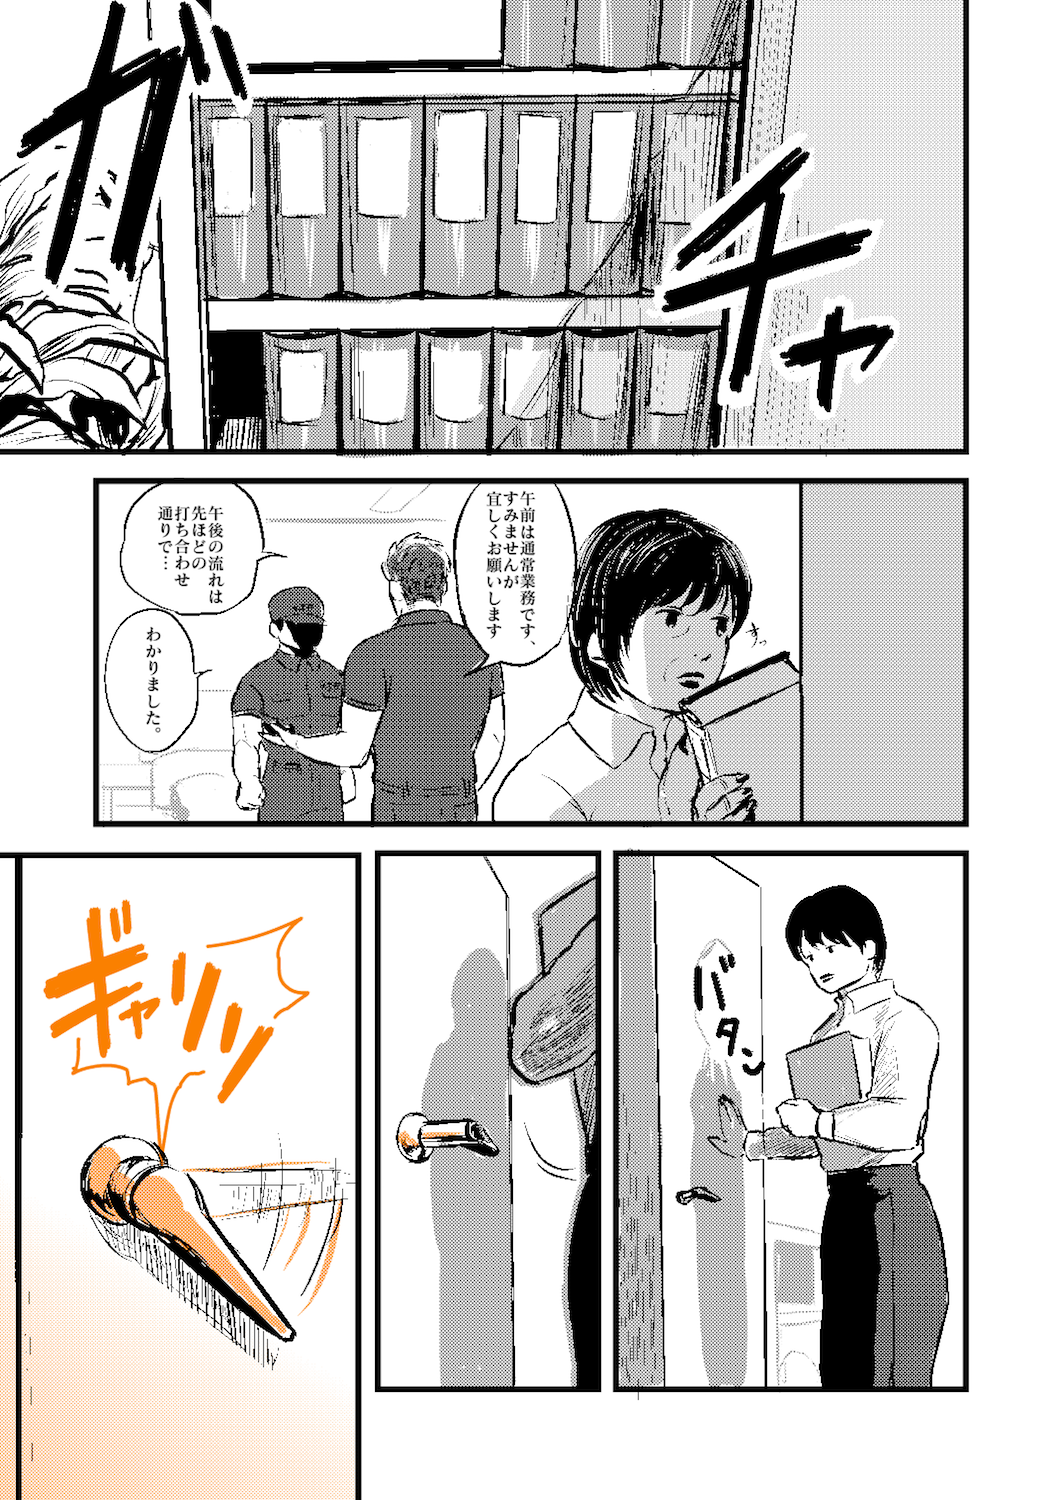 ガチャ
午前は通常業務です、
すみませんが
宜しくお願いします
すっ
午後の流れは
先ほどの
打ち合わせ
通りで…
わかりました。
バタン
ギャリッ